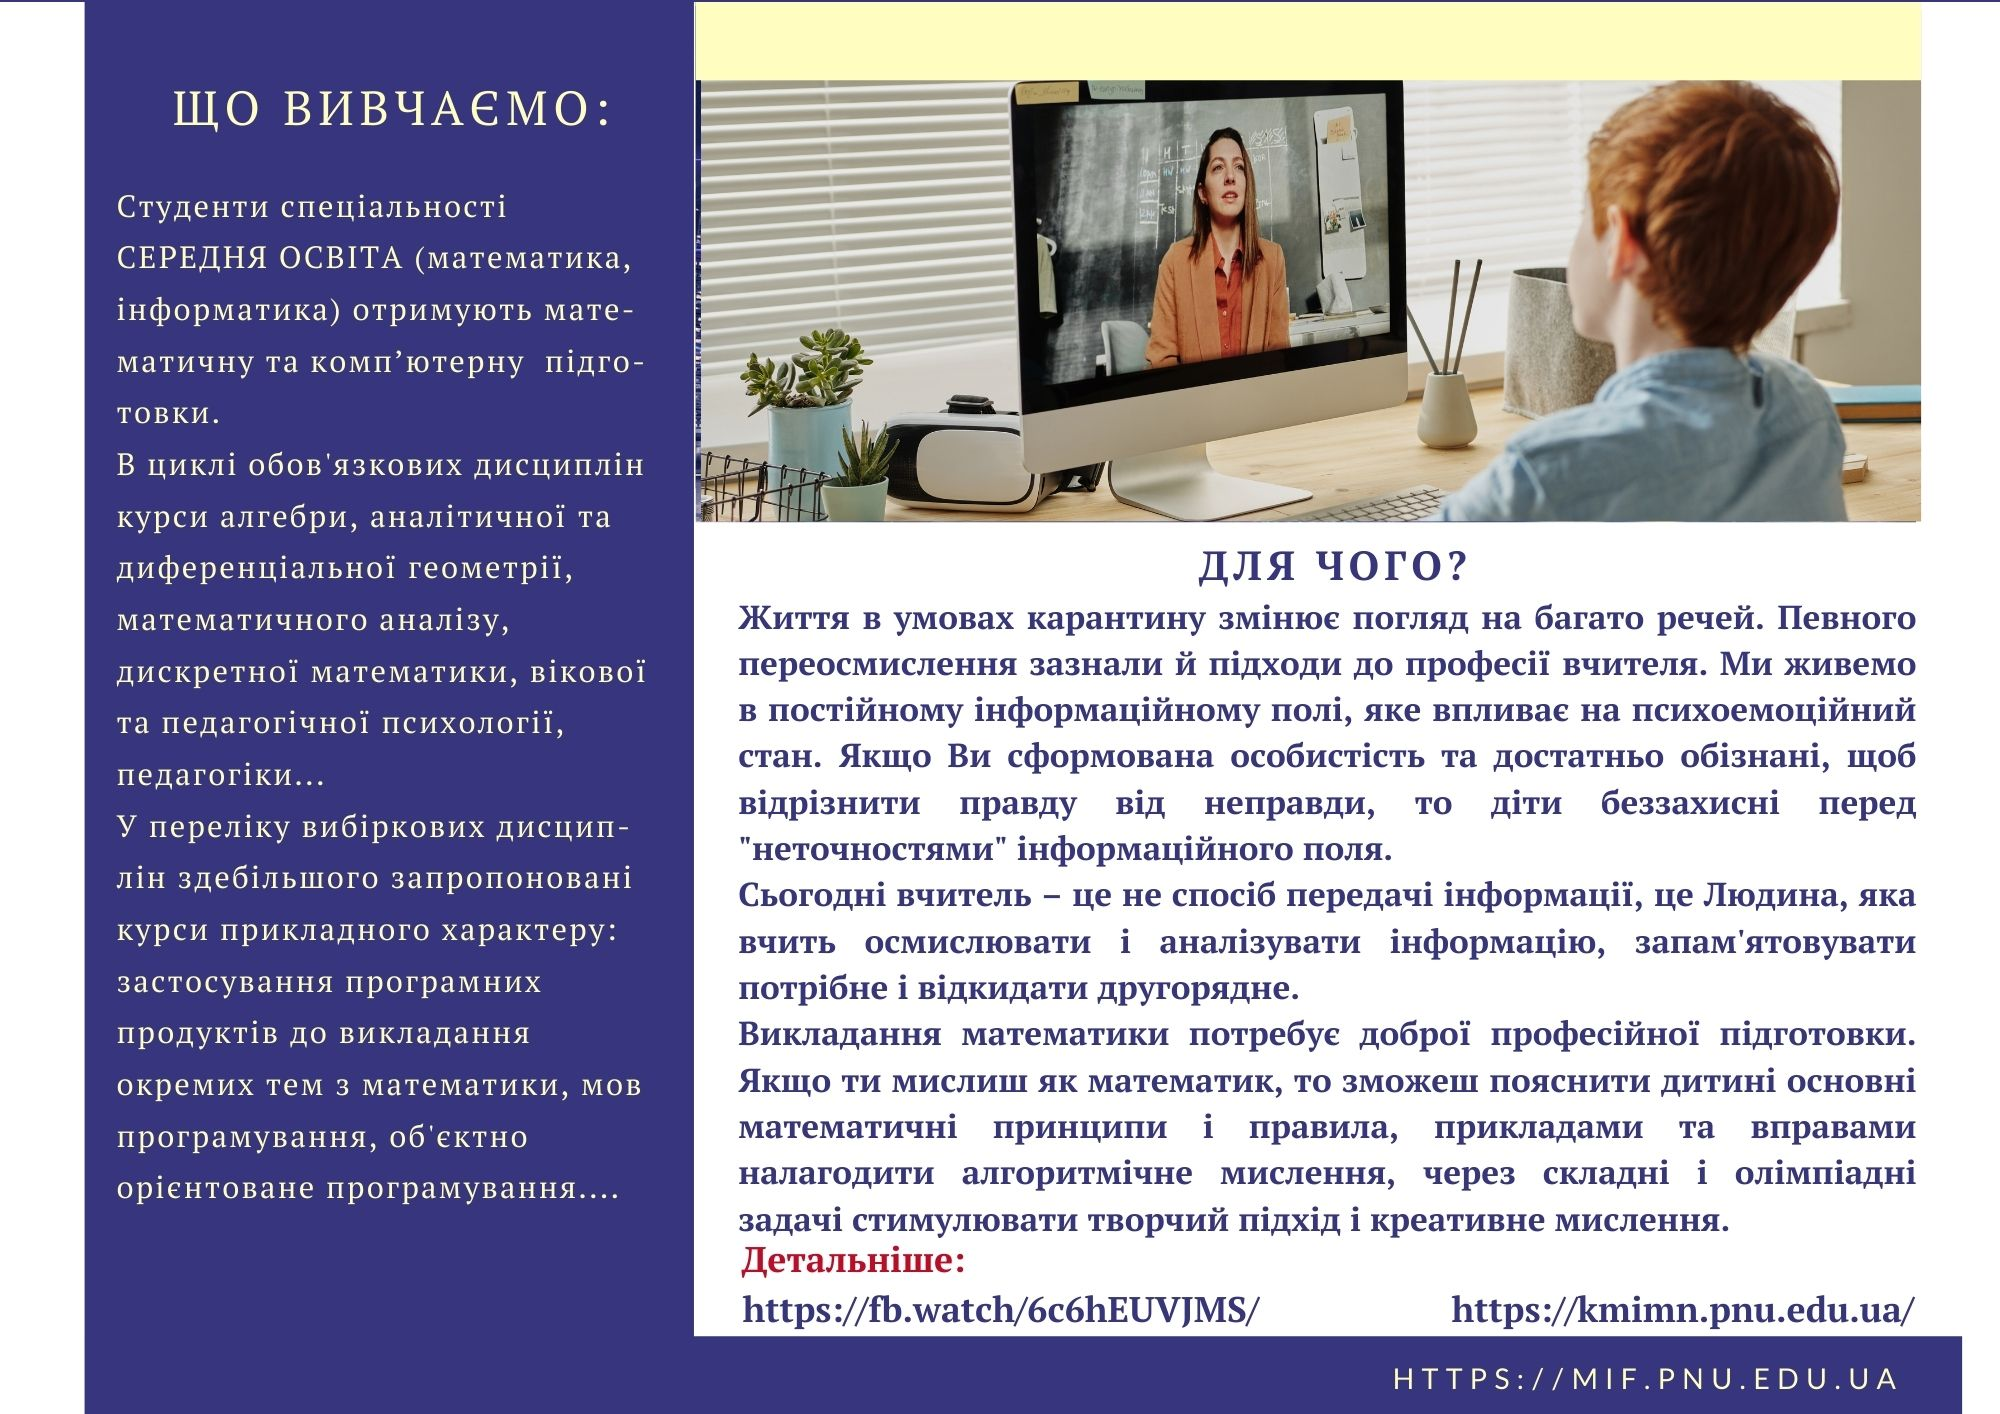 ЩО ВИВЧАЄМО:
Студенти спеціальності
СЕРЕДНЯ ОСВІТА (математика,
інформатика) отримують мате-
матичну та комп’ютерну підго-
товки.
В циклі обов'язкових дисциплін
курси алгебри, аналітичної та
диференціальної геометрії,
математичного аналізу,
дискретної математики, вікової
та педагогічної психології,
педагогіки...
У переліку вибіркових дисцип-
лін здебільшого запропоновані
курси прикладного характеру:
застосування програмних
продуктів до викладання
окремих тем з математики, мов
програмування, об'єктно
орієнтоване програмування....
ДЛЯ ЧОГО?
Життя в умовах карантину змінює погляд на багато речей. Певного
переосмислення зазнали й підходи до професії вчителя. Ми живемо
в постійному інформаційному полі, яке впливає на психоемоційний
стан. Якщо Ви сформована особистість та достатньо обізнані, щоб
відрізнити правду від неправди, то діти беззахисні перед
"неточностями" інформаційного поля.
Сьогодні вчитель – це не спосіб передачі інформації, це Людина, яка
вчить осмислювати і аналізувати інформацію, запам'ятовувати
потрібне і відкидати другорядне.
Викладання математики потребує доброї професійної підготовки.
Якщо ти мислиш як математик, то зможеш пояснити дитині основні
математичні принципи і правила, прикладами та вправами
налагодити алгоритмічне мислення, через складні і олімпіадні
задачі стимулювати творчий підхід і креативне мислення.
Детальніше:
https://fb.watch/6c6hEUVJMS/ https://kmimn.pnu.edu.ua/
HTTPS://MIF.PNU.EDU.UA